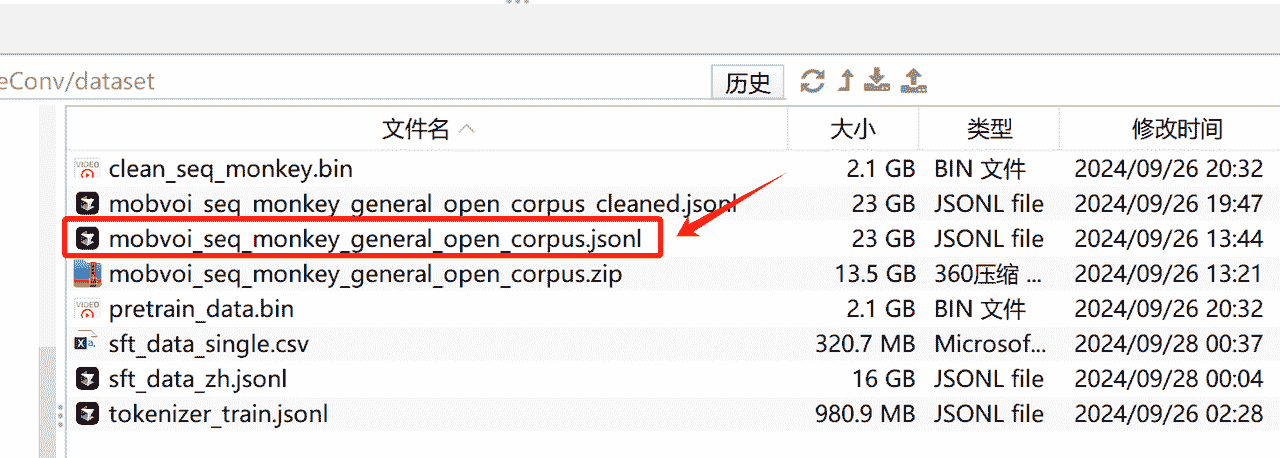 eConv/dataset 历史
文件名 大小 类型 修改时间
clean_seq_monkey.bin 2.1 GB BIN 文件 2024/09/26 20:32
mobvoi_seq_monkey_general_open_corpus_cleaned.jsonl 23 GB JSONL file 2024/09/26 19:47
mobvoi_seq_monkey_general_open_corpus.jsonl 23 GB JSONL file 2024/09/26 13:44
mobvoi_seq_monkey_general_open_corpus.zip 13.5 GB 360压缩 ... 2024/09/26 13:21
pretrain_data.bin 2.1 GB BIN 文件 2024/09/26 20:32
sft_data_single.csv 320.7 MB Microsof... 2024/09/28 00:37
sft_data_zh.jsonl 16 GB JSONL file 2024/09/28 00:04
tokenizer_train.jsonl 980.9 MB JSONL file 2024/09/26 02:28